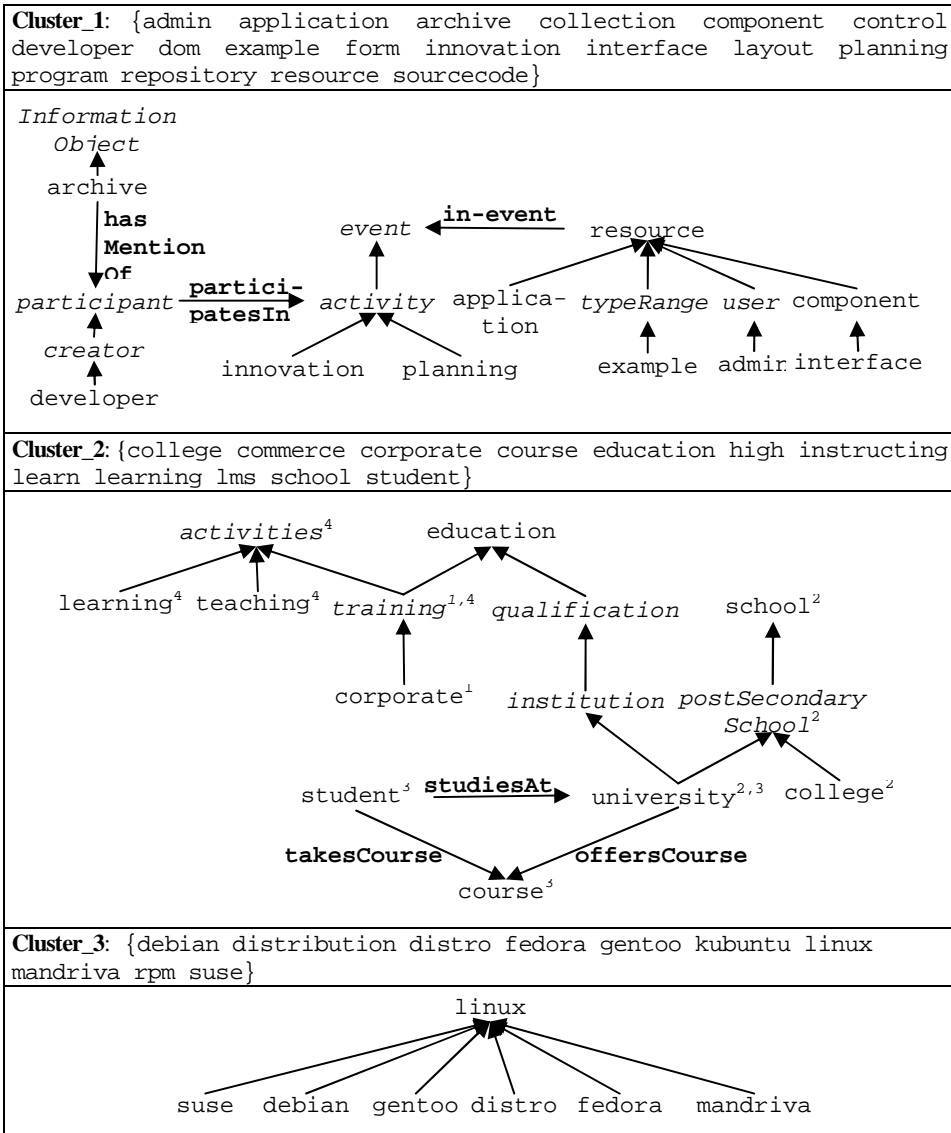 Cluster_1: {admin application archive collection component control
developer dom example form innovation interface layout planning
program repository resource sourcecode}
Information
Object
archive
has
Mention
Of
event
in-event
resource
participant
partici-
patesIn
activity
applica-
tion
typeRange
user
component
creator
innovation
planning
example
admin
interface
developer
Cluster_2: {college commerce corporate course education high instructing
learn learning lms school student}
activities⁴
education
learning⁴
teaching⁴
training¹,⁴
qualification
school²
corporate¹
institution
postSecondary
School²
student³
studiesAt
university²,³
college²
takesCourse
offersCourse
course³
Cluster_3: {debian distribution distro fedora gentoo kubuntu linux
mandriva rpm suse}
linux
suse debian gentoo distro fedora mandriva